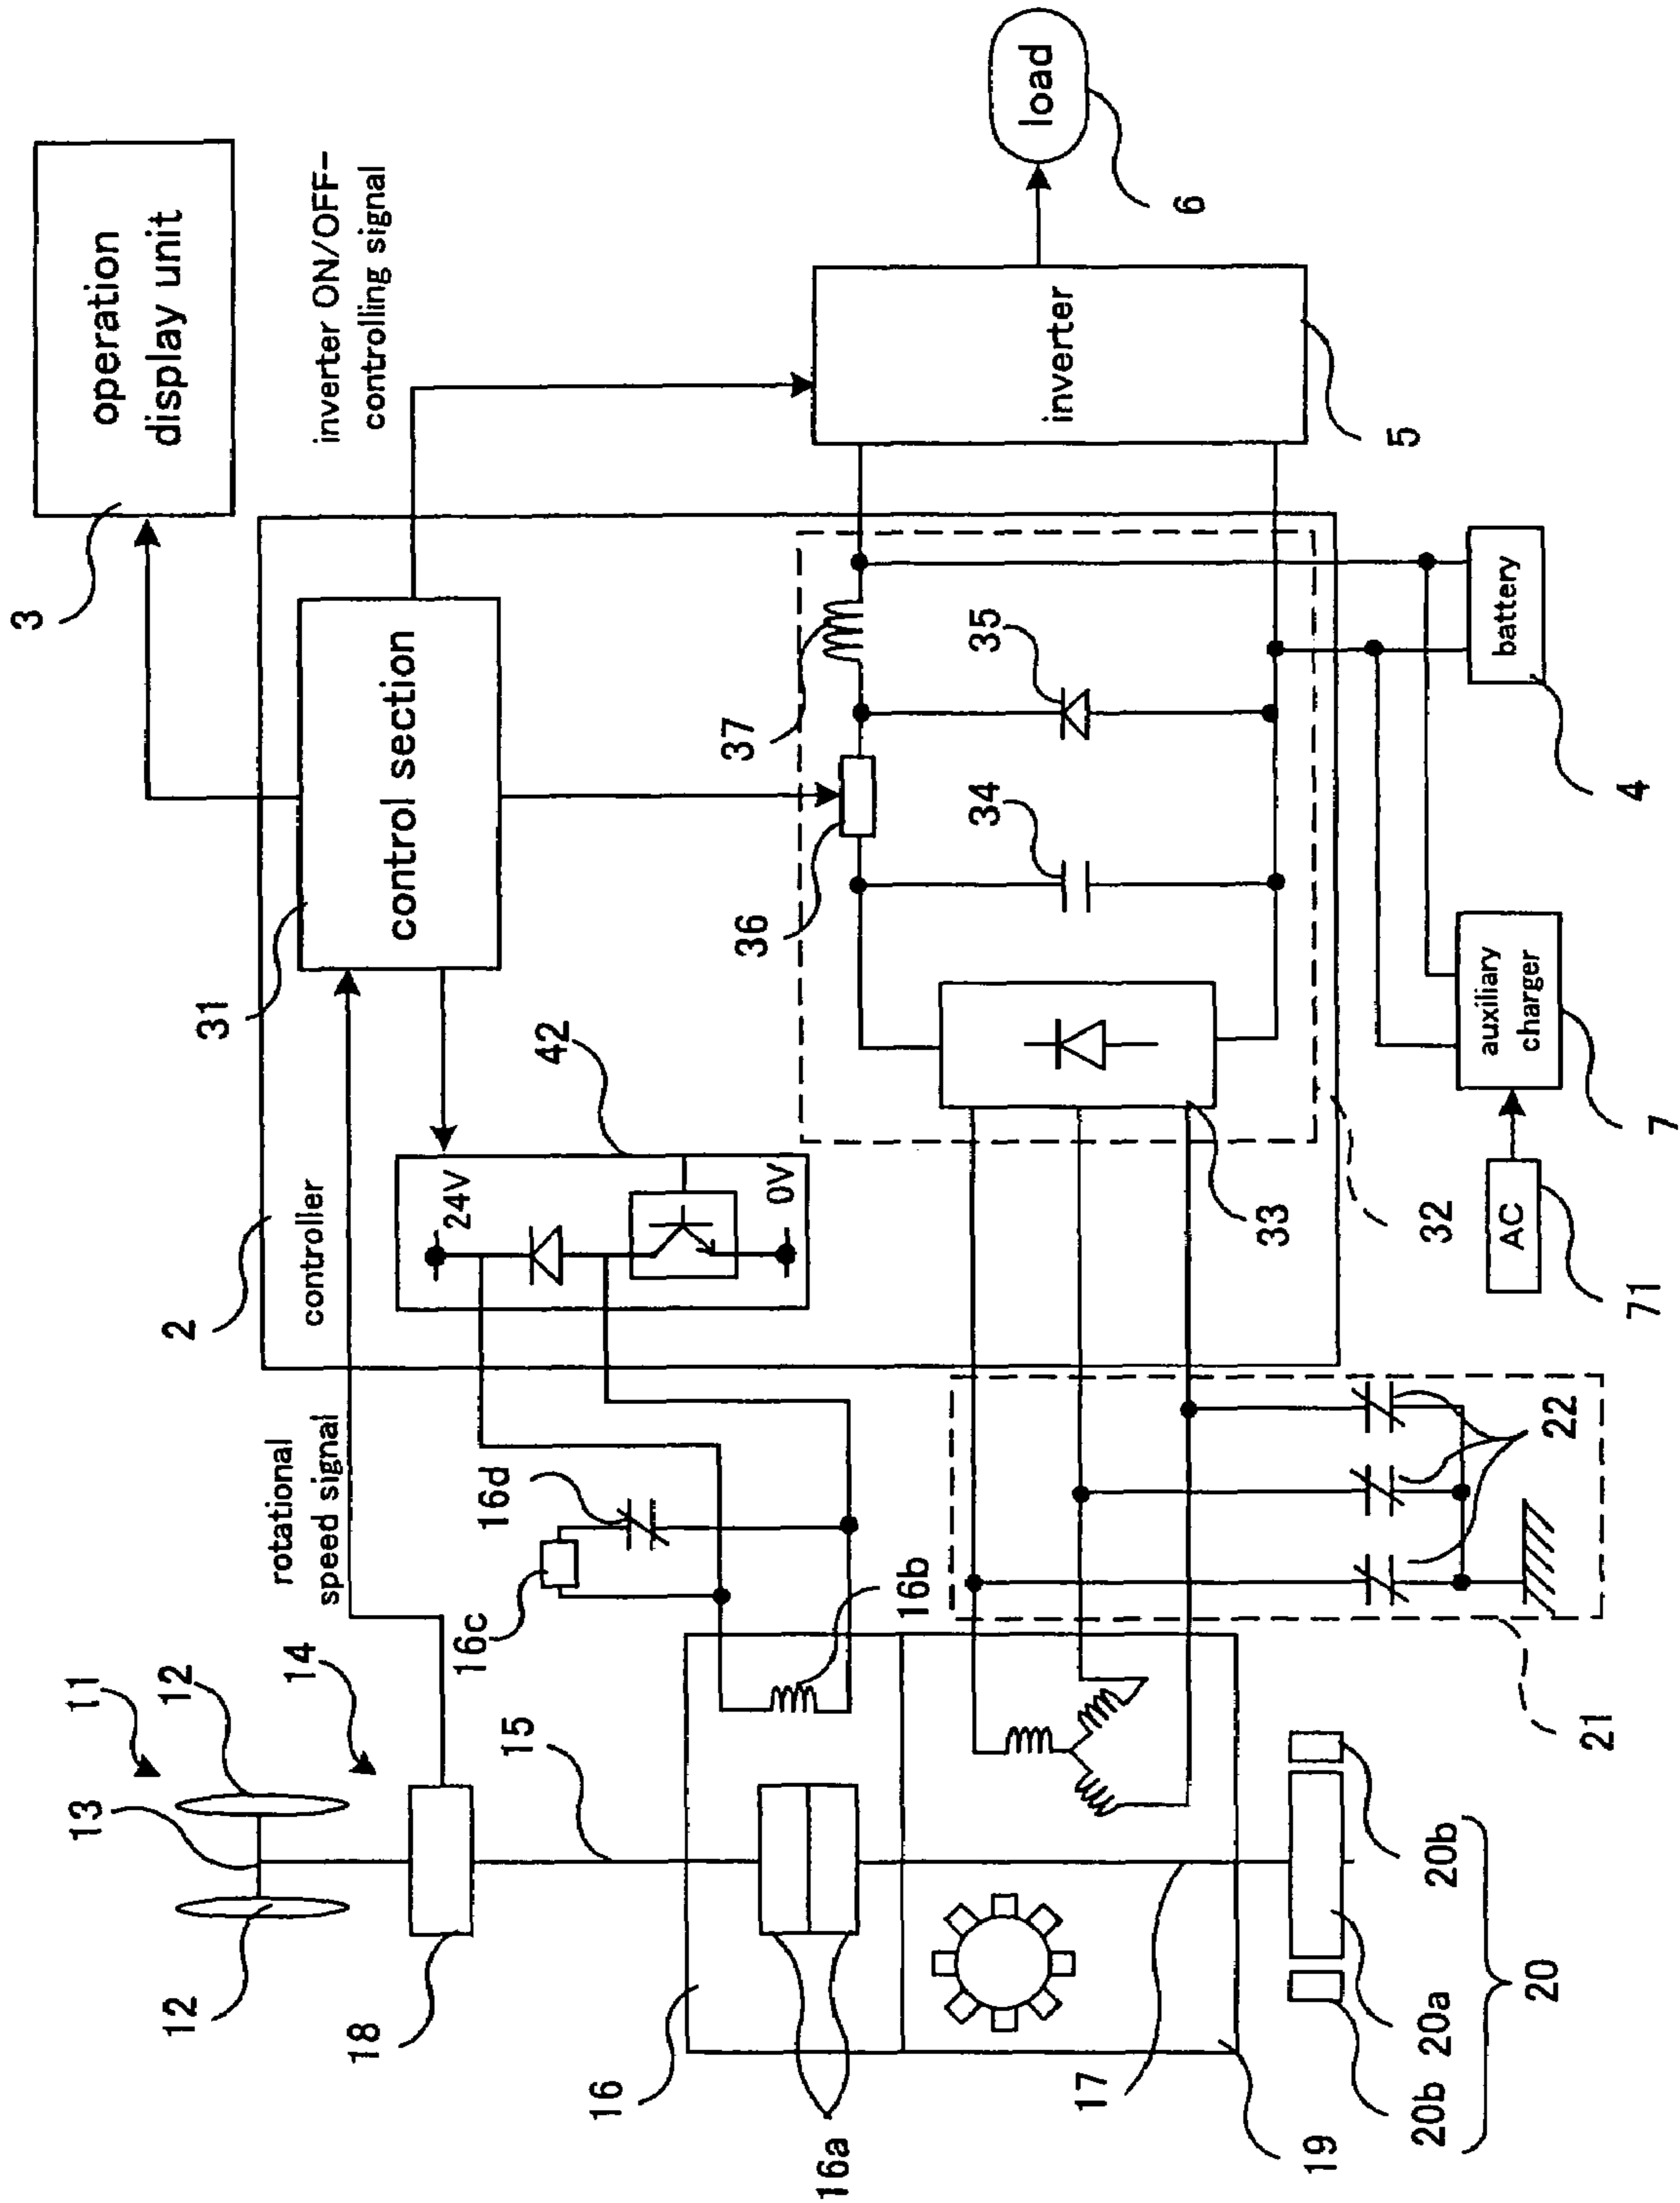 operation
display unit
3
inverter ON/OFF-
controlling signal
load
6
inverter
5
control section
31
2
controller
rotational
speed signal
42
24V
0V
37
36
35
34
33
32
battery
4
auxiliary
charger
7
AC
71
11
12
13
12
14
15
18
16
16a
16b
16c
16d
17
19
20a
20b
20b
20
21
22